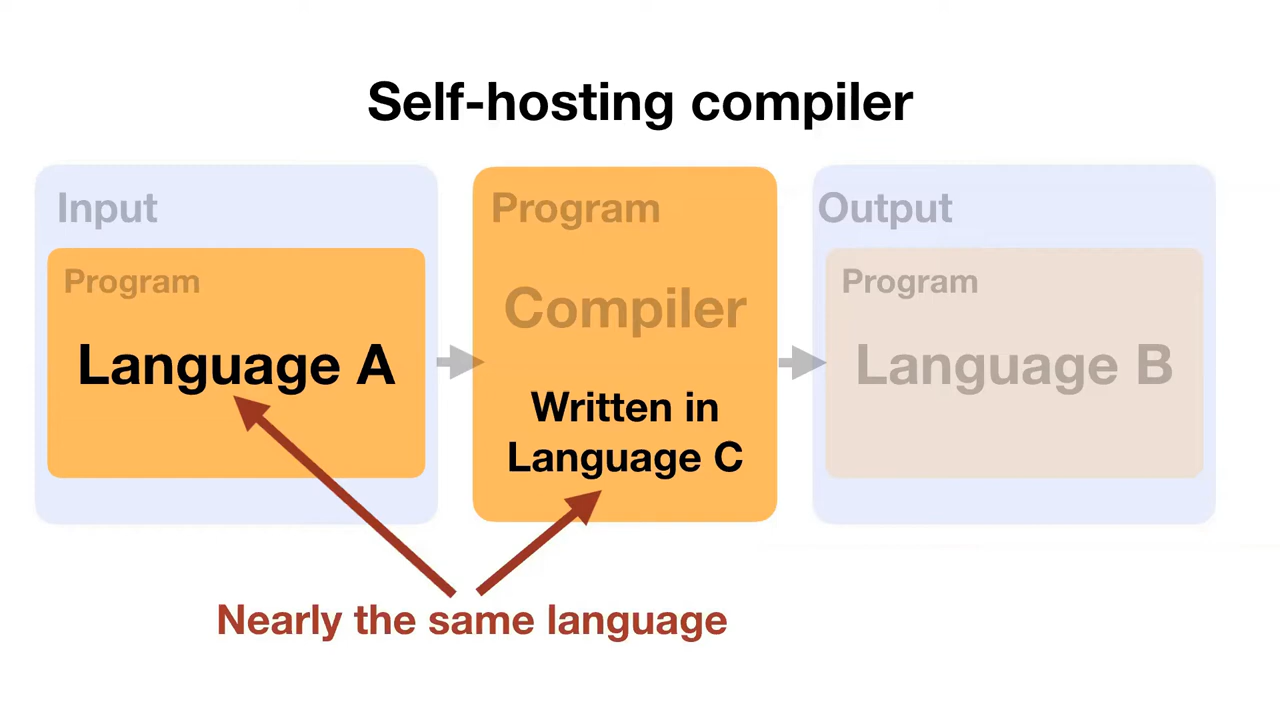 Self-hosting compiler
Input
Program
Language A
Program
Compiler
Written in
Language C
Output
Program
Language B
Nearly the same language